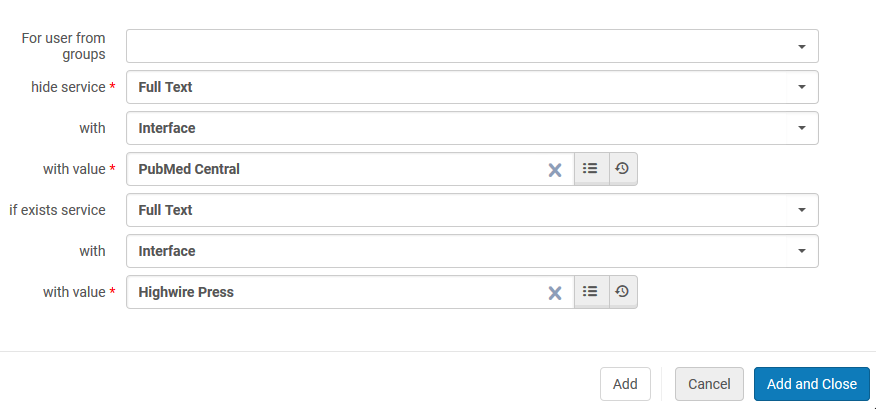 For user from
groups
hide service * Full Text
with Interface
with value * PubMed Central
if exists service Full Text
with Interface
with value * Highwire Press
Add Cancel Add and Close